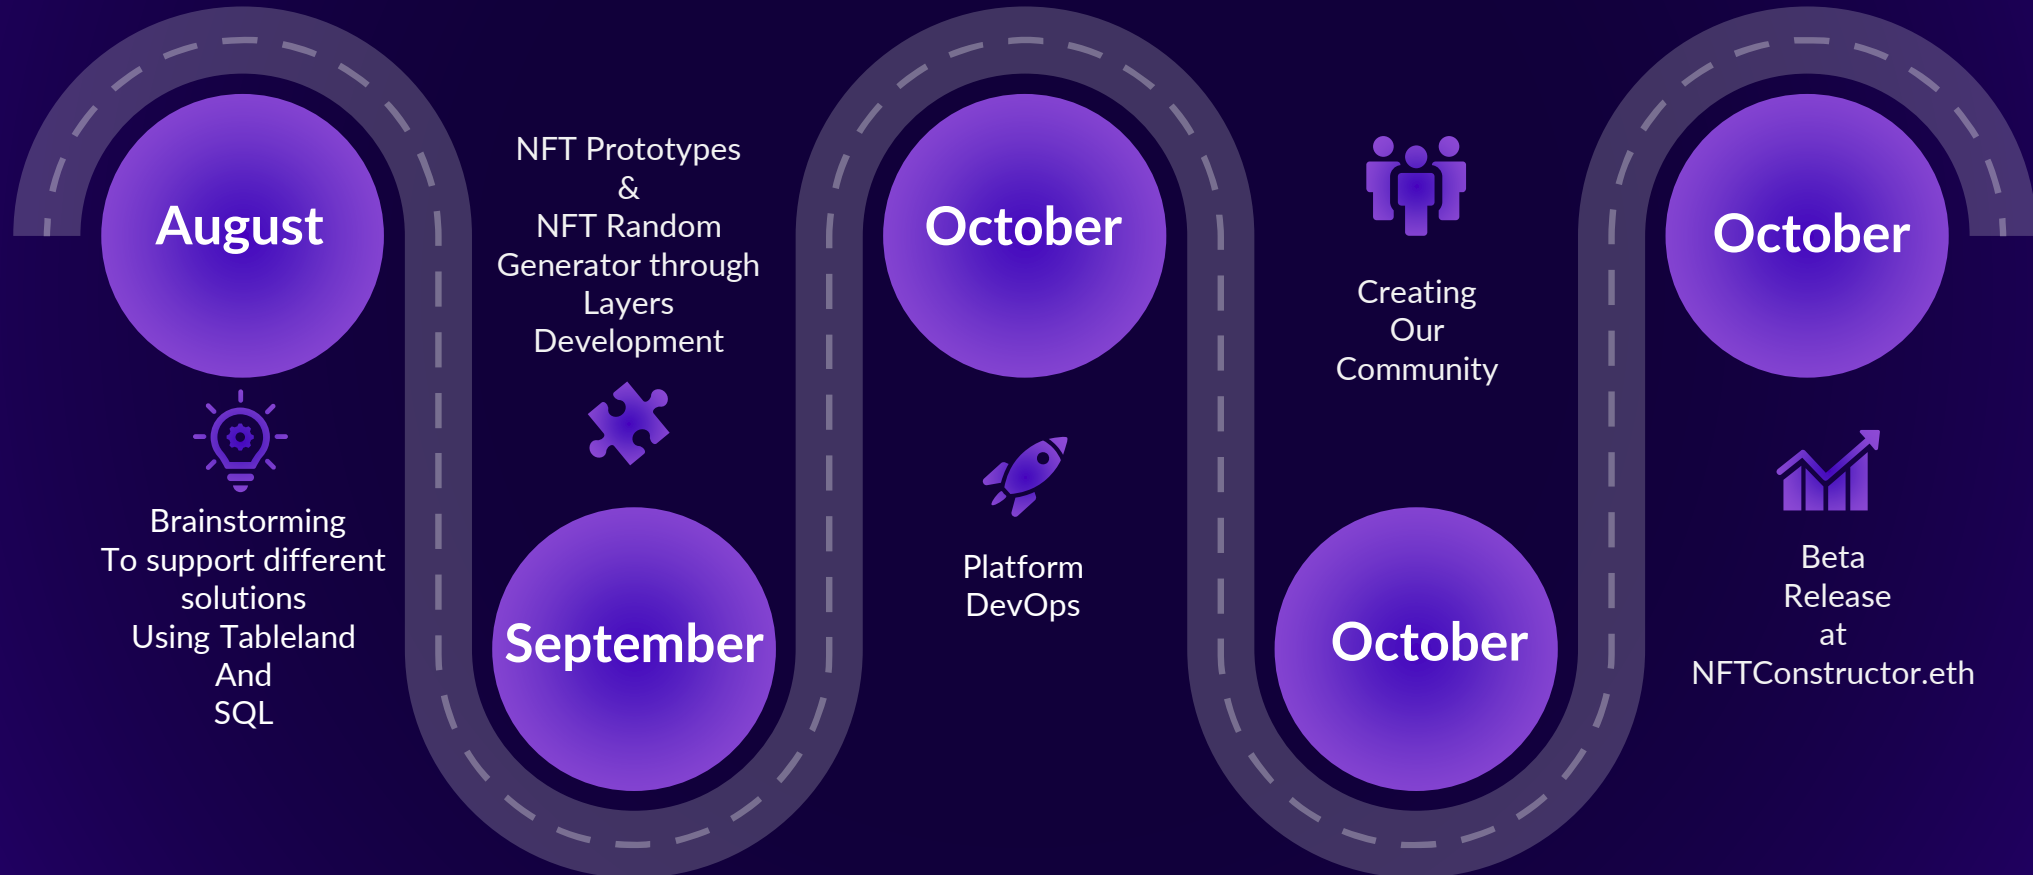 August
Brainstorming
To support different
solutions
Using Tableland
And
SQL
NFT Prototypes
&
NFT Random
Generator through
Layers
Development
September
October
Platform
DevOps
Creating
Our
Community
October
October
Beta
Release
at
NFTConstructor.eth